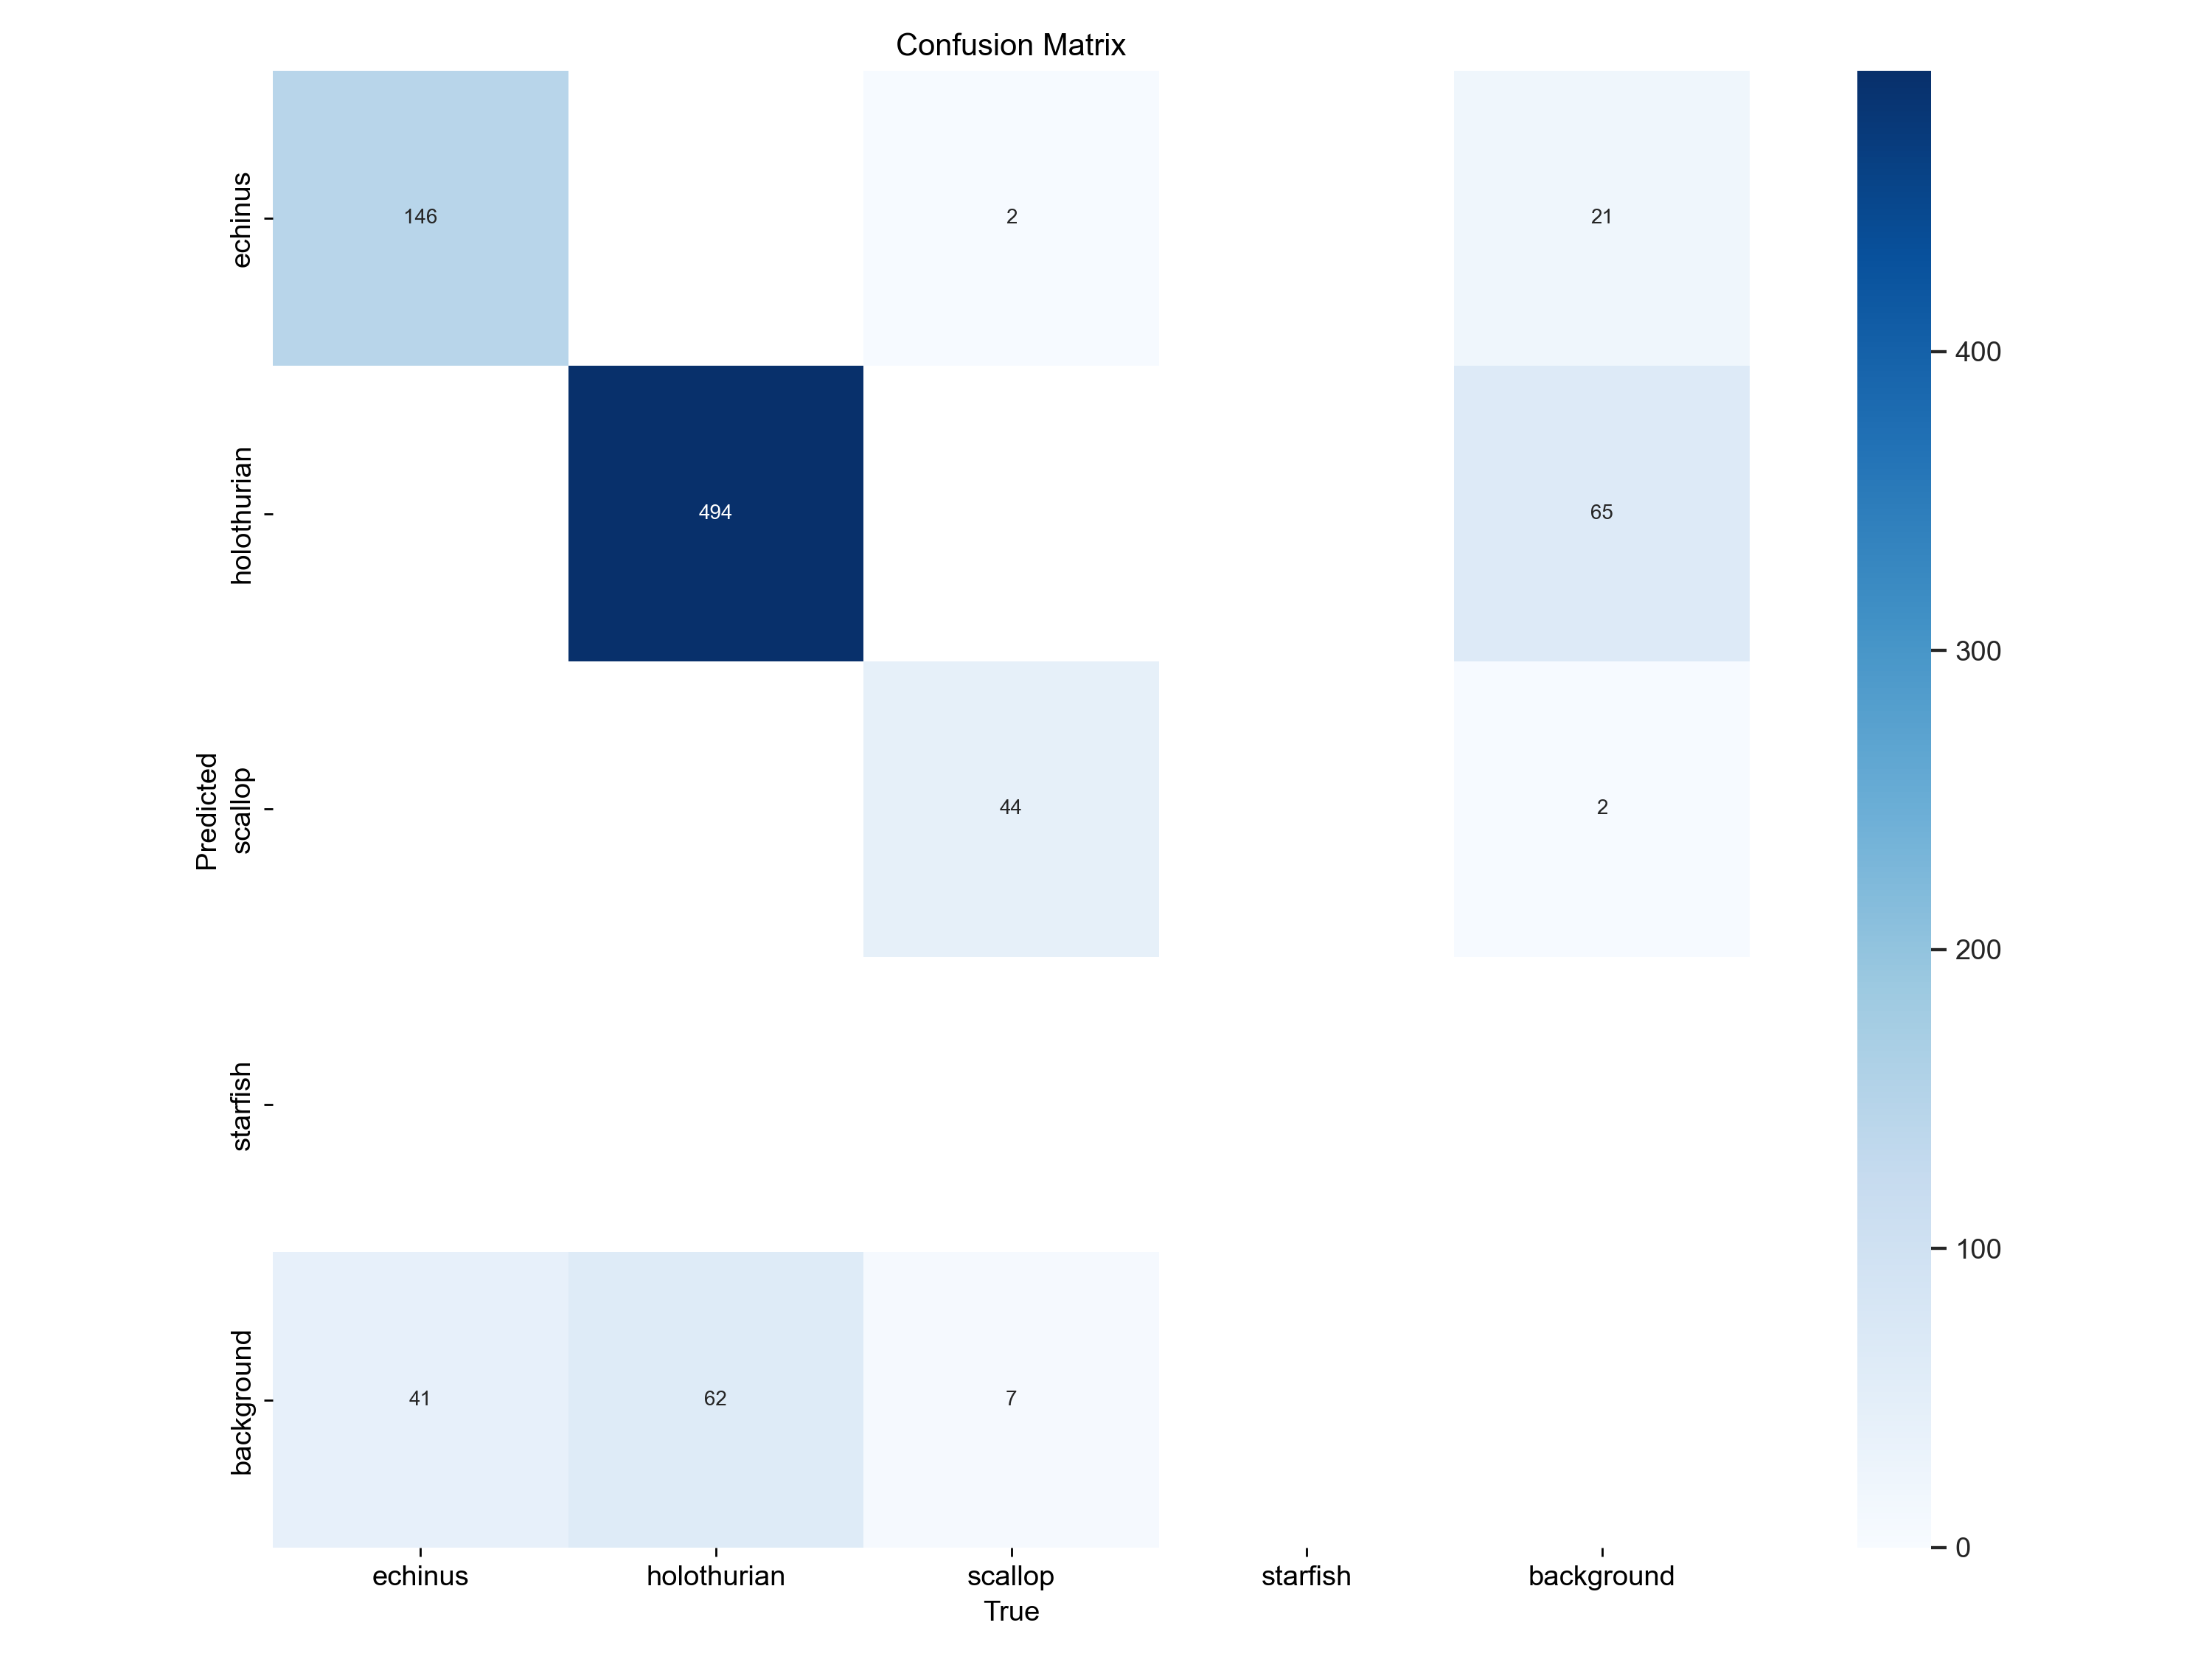 Confusion Matrix
echinus
146
2
21
holothurian
494
65
Predicted
scallop
44
2
starfish
background
41
62
7
echinus
holothurian
scallop
starfish
background
True
400
300
200
100
0